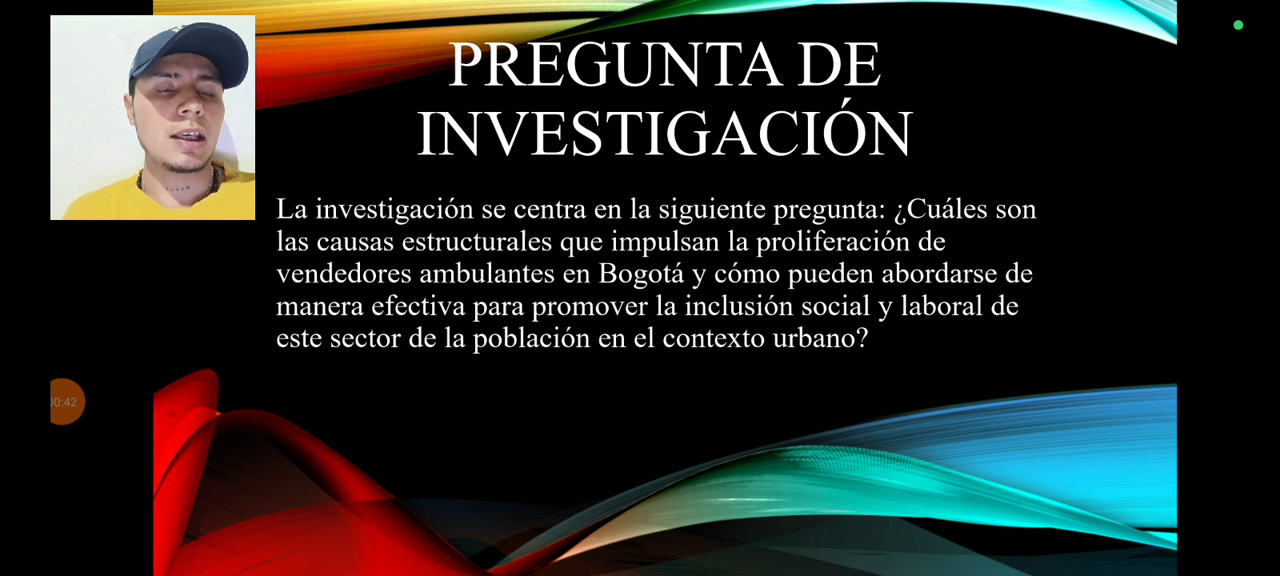 PREGUNTA DE
INVESTIGACIÓN
La investigación se centra en la siguiente pregunta: ¿Cuáles son
las causas estructurales que impulsan la proliferación de
vendedores ambulantes en Bogotá y cómo pueden abordarse de
manera efectiva para promover la inclusión social y laboral de
este sector de la población en el contexto urbano?
00:42